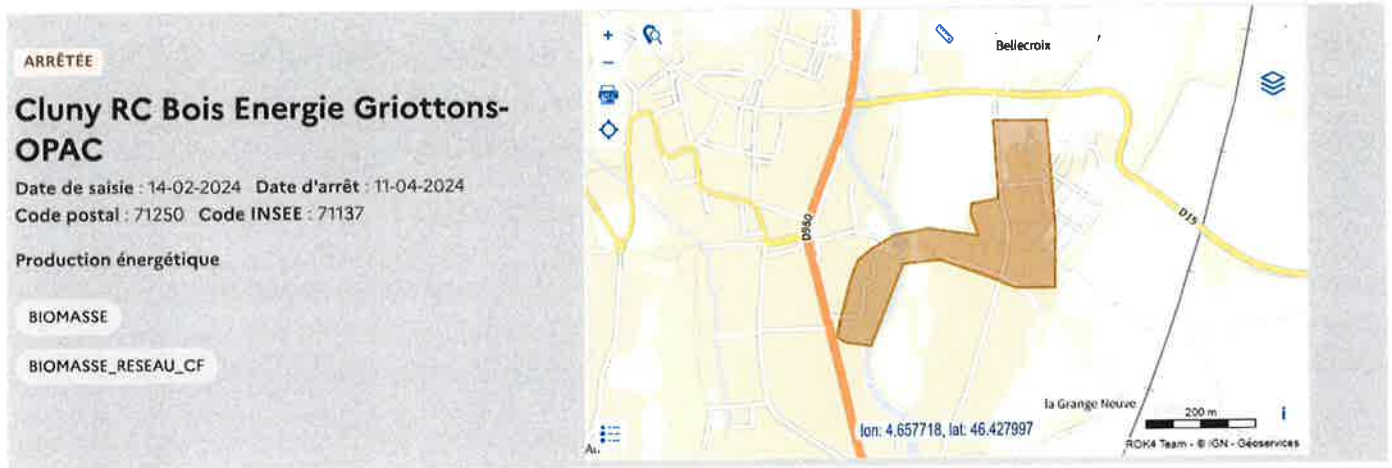 ARRÊTÉE
Cluny RC Bois Energie Griottons-
OPAC
Date de saisie : 14-02-2024 Date d'arrêt : 11-04-2024
Code postal : 71250 Code INSEE : 71137
Production énergétique
BIOMASSE
BIOMASSE_RESEAU_CF
Bellecroix
D980
D15
la Grange Neuve
200 m
lon: 4.657718, lat: 46.427997
ROK4 Team - © IGN - Géoservices